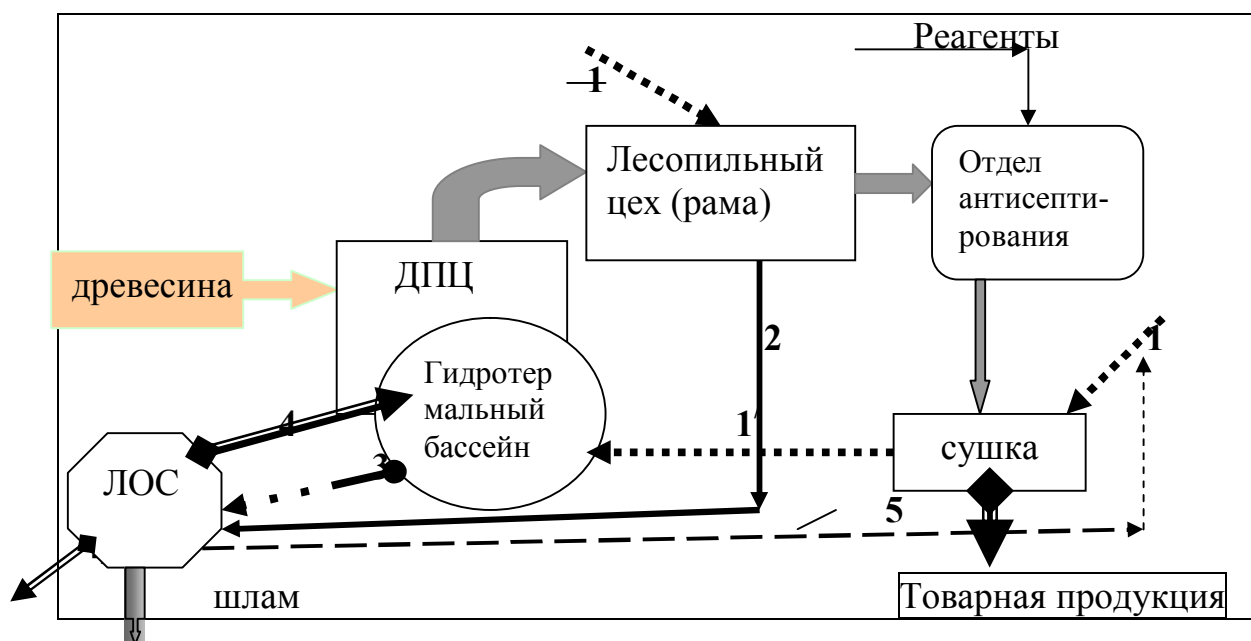 Реагенты
1
Лесопильный
цех (рама)
Отдел
антисепти-
рования
древесина
ДПЦ
2
1
Гидротер
мальный
бассейн
4
1'
3
ЛОС
сушка
5
шлам
Товарная продукция